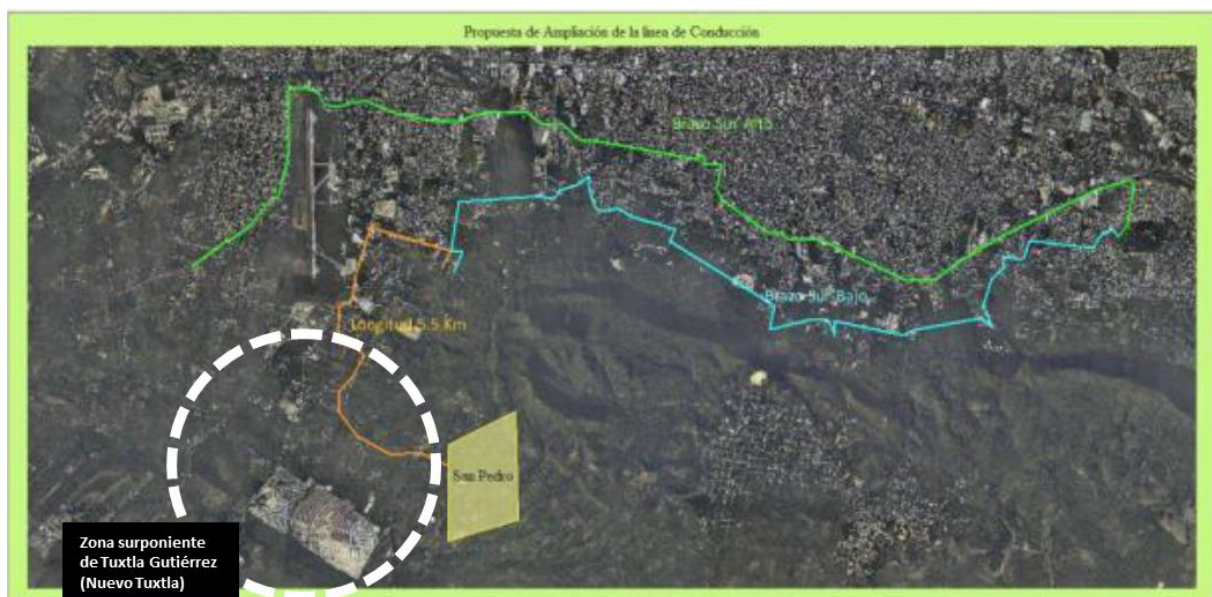 Propuesta de Ampliación de la linea de Conducción
Brazo Sur Alto
Brazo Sur Bajo
Longitud 5.5 Km
San Pedro
Zona surponiente
de Tuxtla Gutiérrez
(Nuevo Tuxtla)